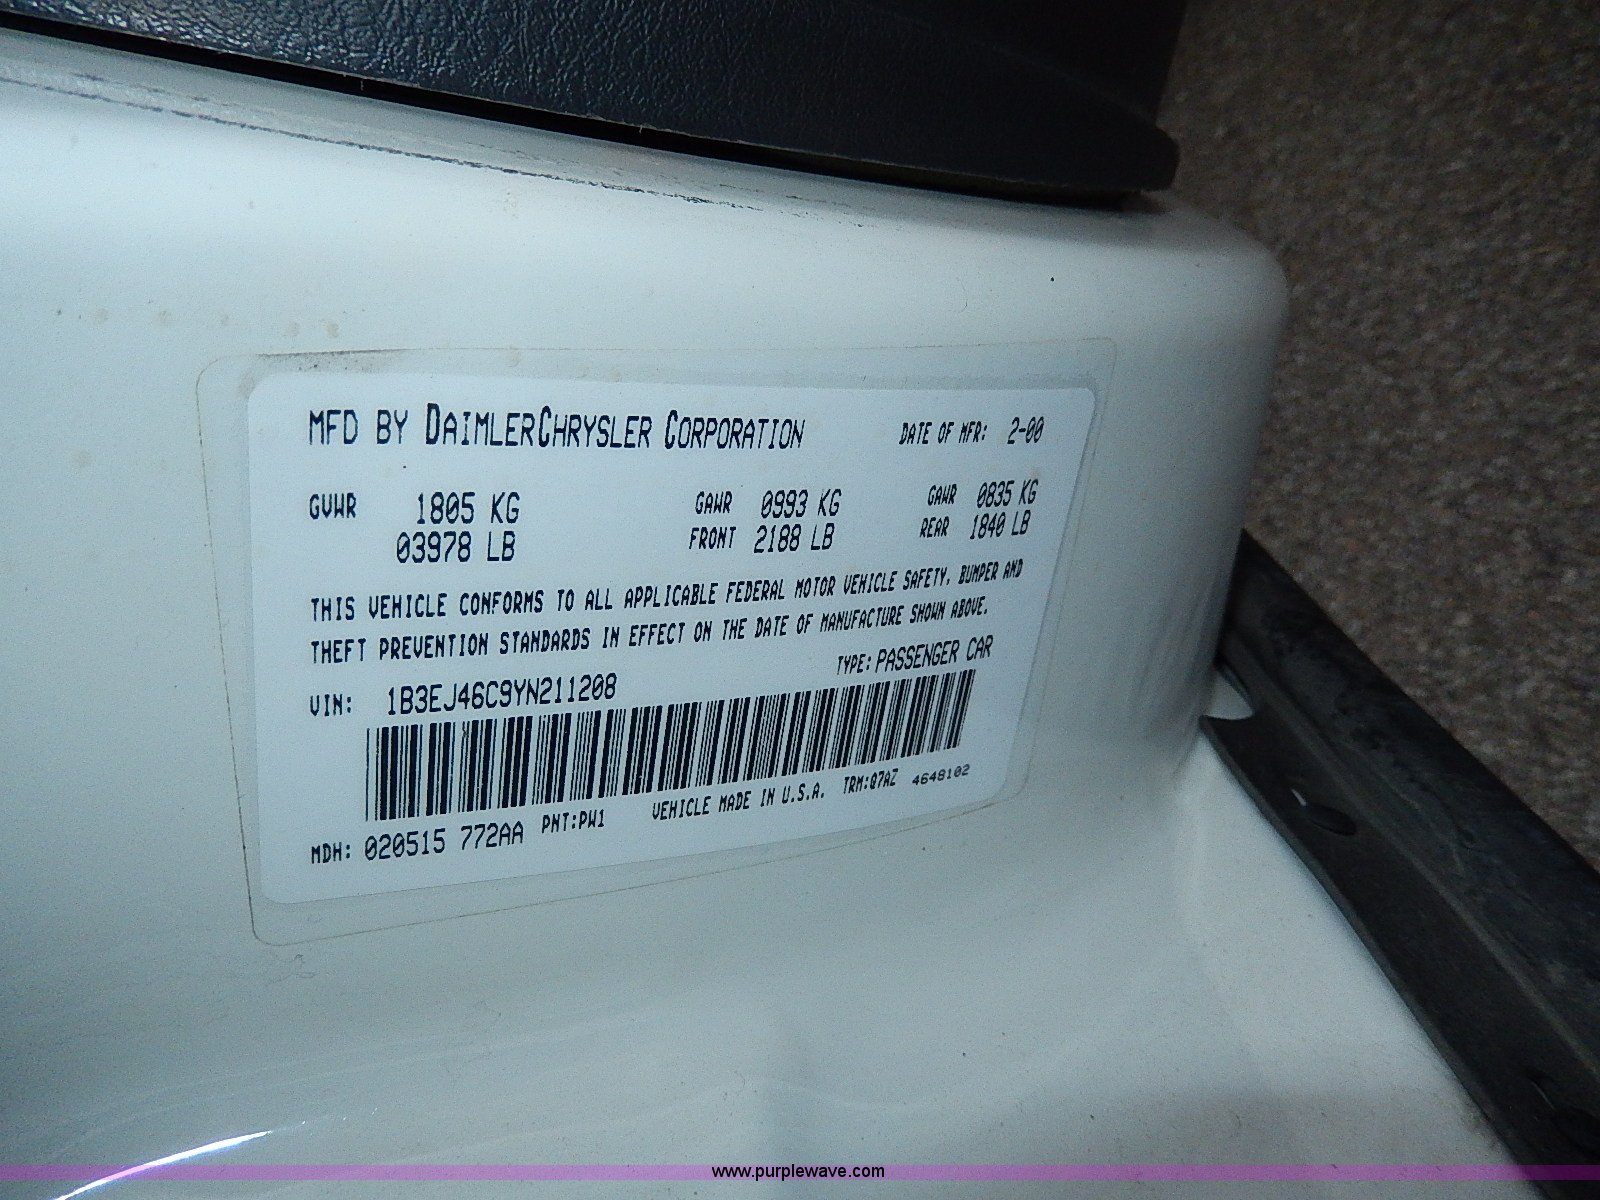 MFD BY DAIMLERCHRYSLER CORPORATION DATE OF MFR: 2-00
GVWR 1805 KG GAWR 0993 KG GAWR 0835 KG
03978 LB FRONT 2188 LB REAR 1840 LB
THIS VEHICLE CONFORMS TO ALL APPLICABLE FEDERAL MOTOR VEHICLE SAFETY, BUMPER AND
THEFT PREVENTION STANDARDS IN EFFECT ON THE DATE OF MANUFACTURE SHOWN ABOVE.
VIN: 1B3EJ46C9YN211208 TYPE: PASSENGER CAR
MDH: 020515 772AA PNT:PW1 VEHICLE MADE IN U.S.A. TRM:Q7AZ 4648102
www.purplewave.com